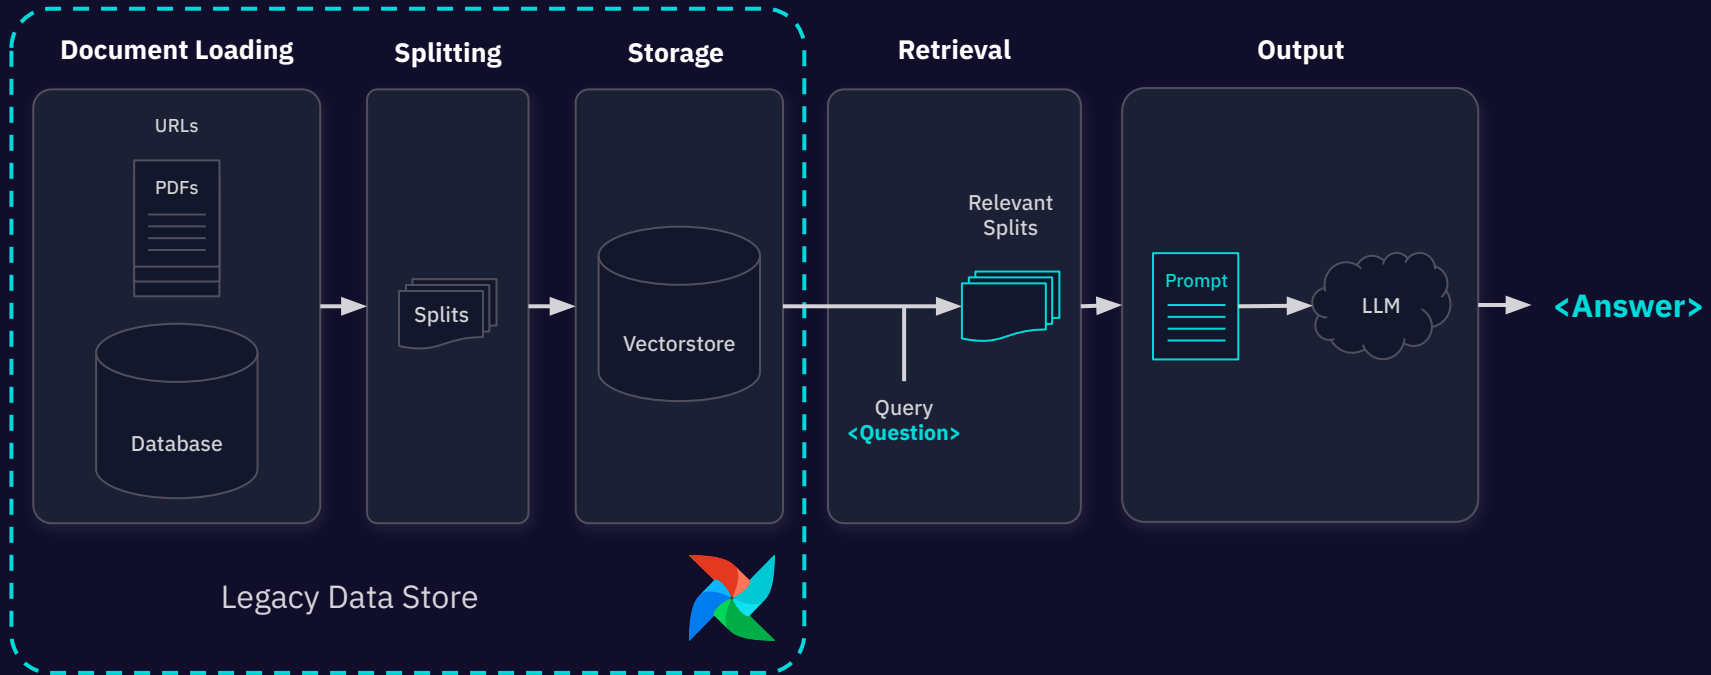 Document Loading
Splitting
Storage
Retrieval
Output
URLs
PDFs
Database
Splits
Vectorstore
Relevant
Splits
Query
<Question>
Prompt
LLM
<Answer>
Legacy Data Store